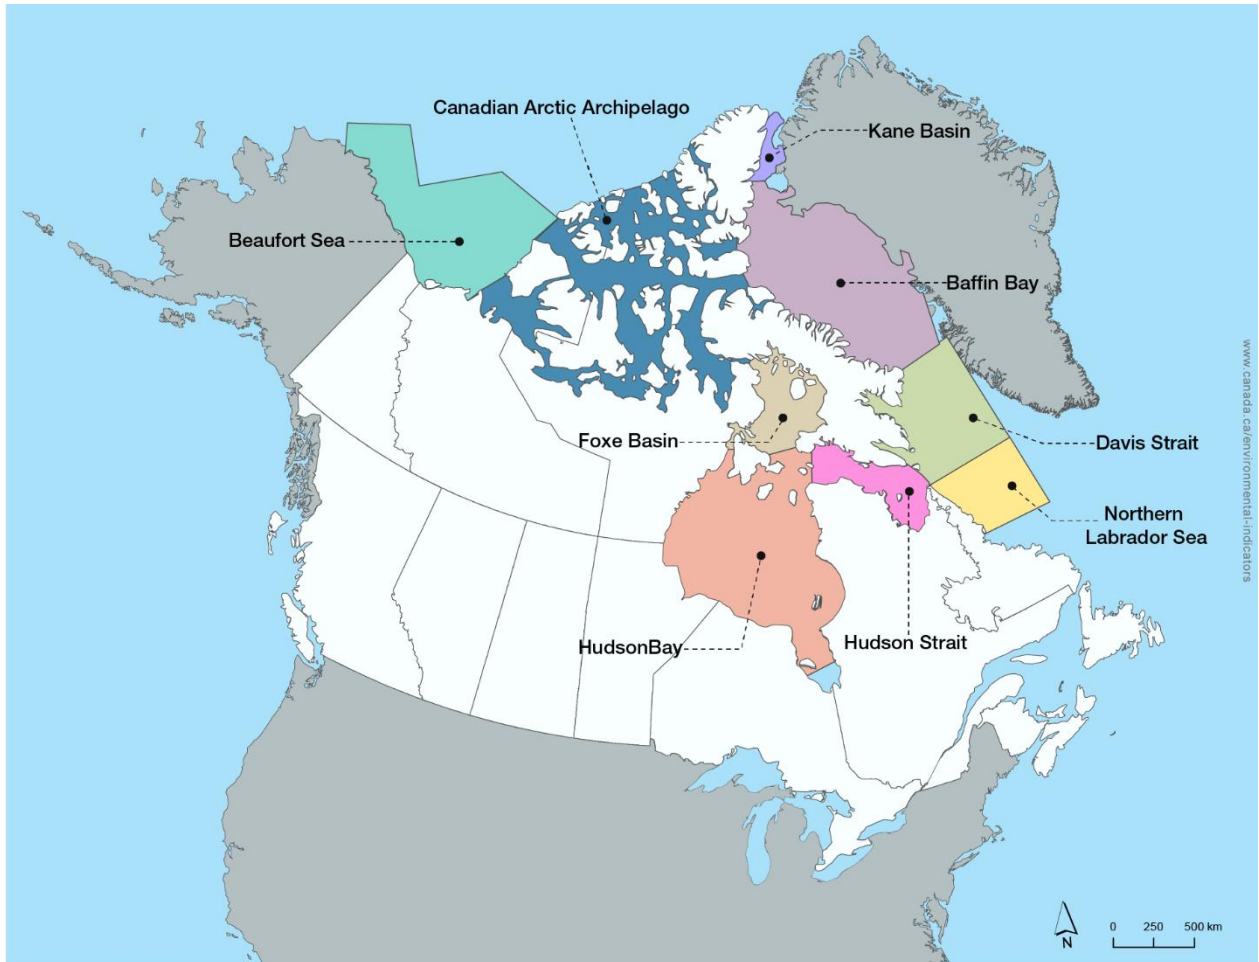 Canadian Arctic Archipelago
Kane Basin
Beaufort Sea
Baffin Bay
Foxe Basin
Davis Strait
Northern
Labrador Sea
HudsonBay
Hudson Strait
www.canada.ca/environmental-indicators
N
0 250 500 km